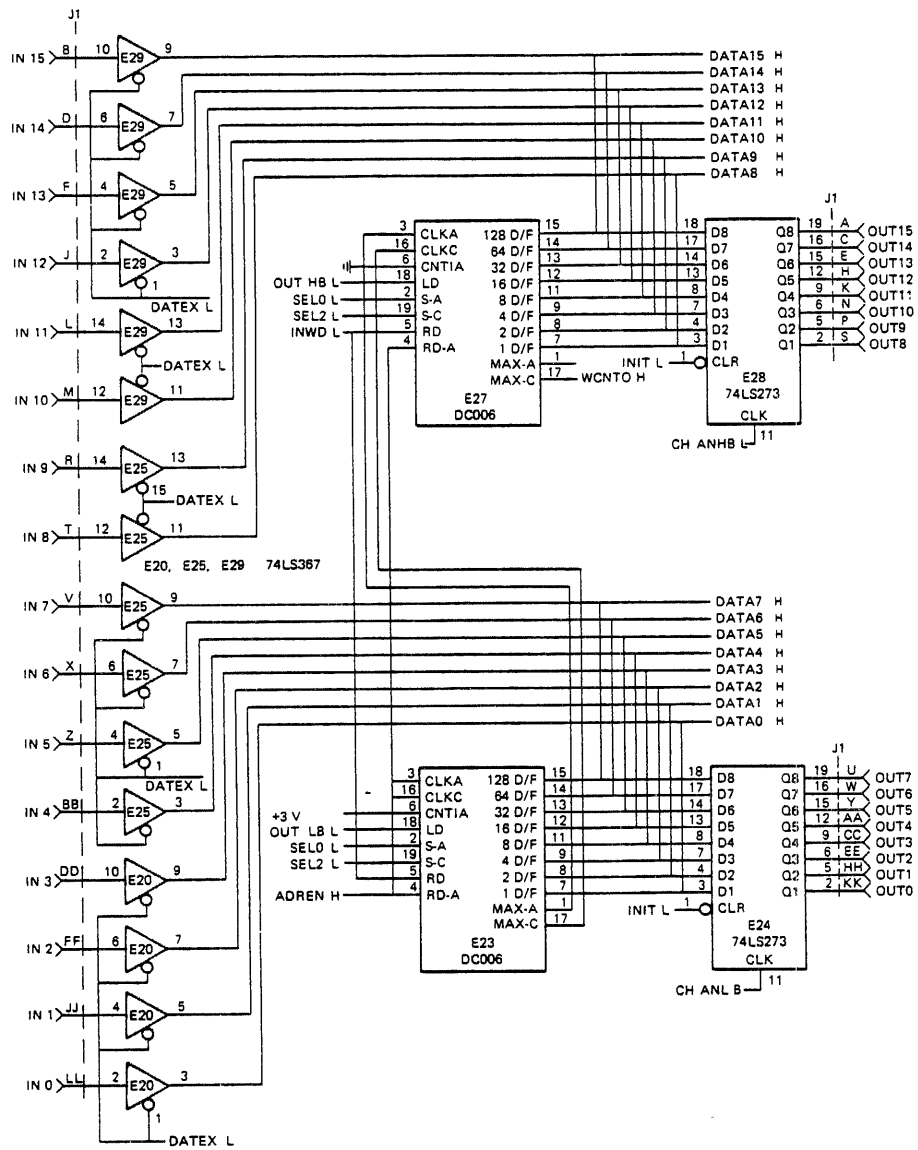 J1
IN 15 B 10 E29 9 DATA15 H
DATA14 H
IN 14 D 6 E29 7 DATA13 H
DATA12 H
DATA11 H
IN 13 F 4 E29 5 DATA10 H
DATA9 H
DATA8 H
IN 12 J 2 E29 3
1
DATEX L
IN 11 L 14 E29 13
DATEX L
IN 10 M 12 E29 11
IN 9 R 14 E25 13
15
DATEX L
IN 8 T 12 E25 11
E20, E25, E29 74LS367
3 CLKA 128 D/F 15
16 CLKC 64 D/F 14
6 CNTIA 32 D/F 13
OUT HB L 18 LD 16 D/F 12
SEL0 L 2 S-A 8 D/F 11
SEL2 L 19 S-C 4 D/F 9
INWD L 5 RD 2 D/F 8
4 RD-A 1 D/F 7
MAX-A 1
MAX-C 17 WCNTO H
E27
DC006
J1
18 D8 Q8 19 A OUT15
17 D7 Q7 16 C OUT14
14 D6 Q6 15 E OUT13
13 D5 Q5 12 H OUT12
8 D4 Q4 9 K OUT11
7 D3 Q3 6 N OUT10
4 D2 Q2 5 P OUT9
3 D1 Q1 2 S OUT8
INIT L 1 CLR
E28
74LS273
CLK
CH ANHB L 11
IN 7 V 10 E25 9 DATA7 H
DATA6 H
IN 6 X 6 E25 7 DATA5 H
DATA4 H
DATA3 H
IN 5 Z 4 E25 5 DATA2 H
DATA1 H
DATA0 H
1
DATEX L
IN 4 BB 2 E25 3
IN 3 DD 10 E20 9
IN 2 FF 6 E20 7
IN 1 JJ 4 E20 5
IN 0 LL 2 E20 3
1
DATEX L
3 CLKA 128 D/F 15
16 CLKC 64 D/F 14
+3 V 6 CNTIA 32 D/F 13
OUT LB L 18 LD 16 D/F 12
SEL0 L 2 S-A 8 D/F 11
SEL2 L 19 S-C 4 D/F 9
5 RD 2 D/F 8
ADREN H 4 RD-A 1 D/F 7
MAX-A 1
MAX-C 17
E23
DC006
J1
18 D8 Q8 19 U OUT7
17 D7 Q7 16 W OUT6
14 D6 Q6 15 Y OUT5
13 D5 Q5 12 AA OUT4
8 D4 Q4 9 CC OUT3
7 D3 Q3 6 EE OUT2
4 D2 Q2 5 HH OUT1
3 D1 Q1 2 KK OUT0
INIT L 1 CLR
E24
74LS273
CLK
CH ANL B 11